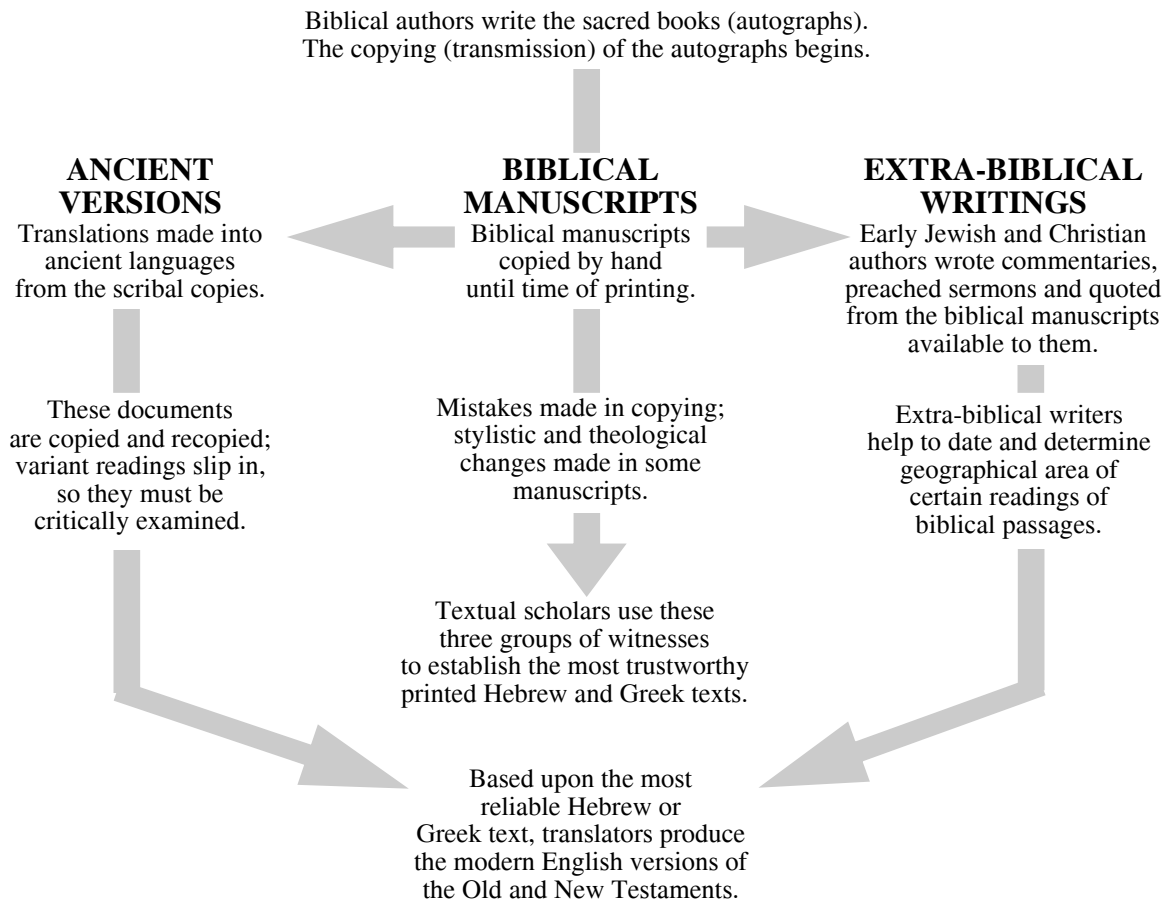 Biblical authors write the sacred books (autographs).
The copying (transmission) of the autographs begins.
ANCIENT
VERSIONS
Translations made into
ancient languages
from the scribal copies.
These documents
are copied and recopied;
variant readings slip in,
so they must be
critically examined.
BIBLICAL
MANUSCRIPTS
Biblical manuscripts
copied by hand
until time of printing.
Mistakes made in copying;
stylistic and theological
changes made in some
manuscripts.
Textual scholars use these
three groups of witnesses
to establish the most trustworthy
printed Hebrew and Greek texts.
EXTRA-BIBLICAL
WRITINGS
Early Jewish and Christian
authors wrote commentaries,
preached sermons and quoted
from the biblical manuscripts
available to them.
Extra-biblical writers
help to date and determine
geographical area of
certain readings of
biblical passages.
Based upon the most
reliable Hebrew or
Greek text, translators produce
the modern English versions of
the Old and New Testaments.